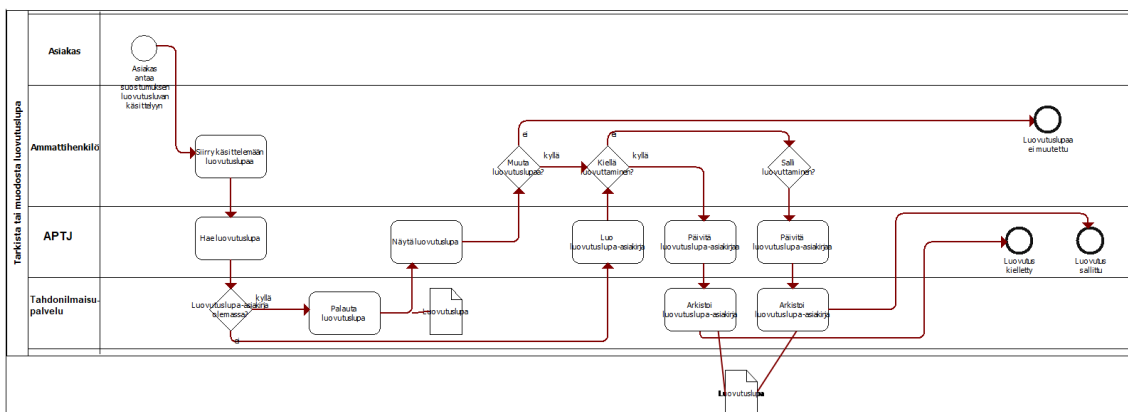 Tarkista tai muodosta luovutuslupa
Asiakas
Asiakas
antaa
suostumuksen
luovutusluvan
käsittelyyn
Ammattihenkilö
Siirry käsittelemään
luovutuslupaa
Muuta
luovutuslupaa?
ei
kyllä
Kiellä
luovuttaminen?
ei
kyllä
Salli
luovuttaminen?
Luovutuslupaa
ei muutettu
APTJ
Hae luovutuslupa
Näytä luovutuslupa
Luo
luovutuslupa-asiakirja
Päivitä
luovutuslupa-asiakirjaa
Päivitä
luovutuslupa-asiakirjaa
Luovutus
kielletty
Luovutus
sallittu
Tahdonilmaisu-
palvelu
Luovutuslupa-asiakirja
olemassa?
kyllä
ei
Palauta
luovutuslupa
Luovutuslupa
Arkistoi
luovutuslupa-asiakirja
Arkistoi
luovutuslupa-asiakirja
Luovutuslupa